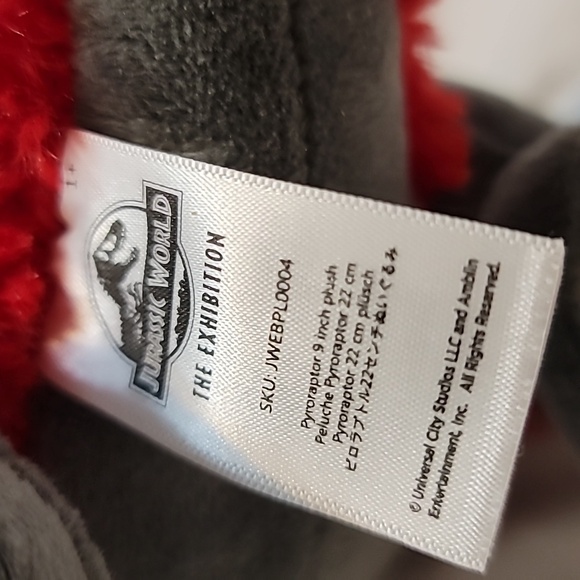 JURASSIC WORLD
THE EXHIBITION
SKU: JWEBPL0004
Pyroraptor 9 inch plush
Peluche Pyroraptor 22 cm
Pyroraptor 22 cm plüsch
ピロラプトル22センチぬいぐるみ
© Universal City Studios LLC and Amblin
Entertainment, Inc. All Rights Reserved.